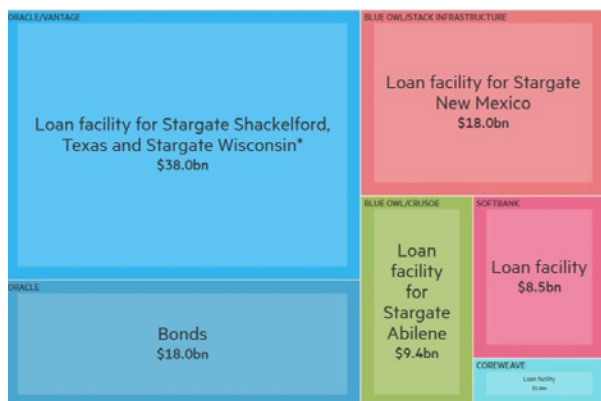 ORACLE/VANTAGE
Loan facility for Stargate Shackelford,
Texas and Stargate Wisconsin*
$38.0bn
ORACLE
Bonds
$18.0bn
BLUE OWL/STACK INFRASTRUCTURE
Loan facility for Stargate
New Mexico
$18.0bn
BLUE OWL/CRUSOE
Loan
facility
for
Stargate
Abilene
$9.4bn
SOFTBANK
Loan facility
$8.5bn
COREWEAVE
Loan facility